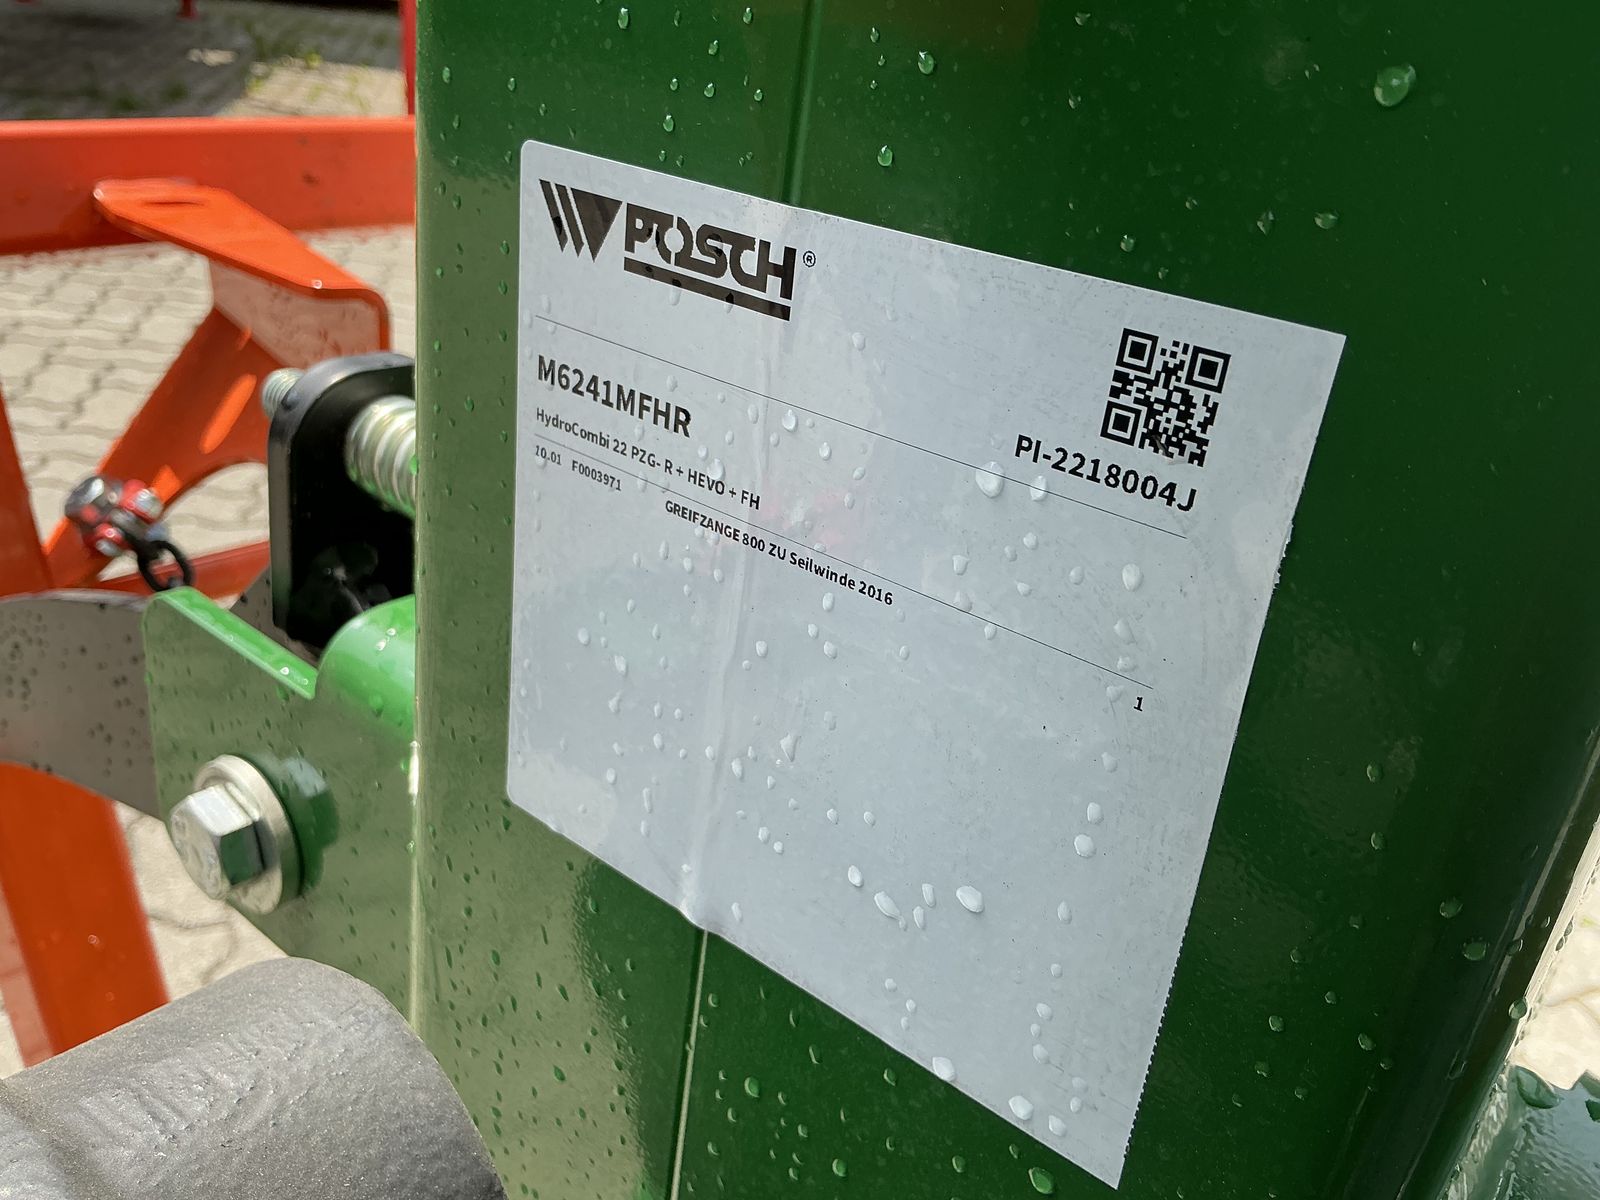 POSCH®
M6241MFHR
PI-2218004J
HydroCombi 22 PZG- R + HEVO + FH
10.01 F0003971
GREIFZANGE 800 ZU Seilwinde 2016
1